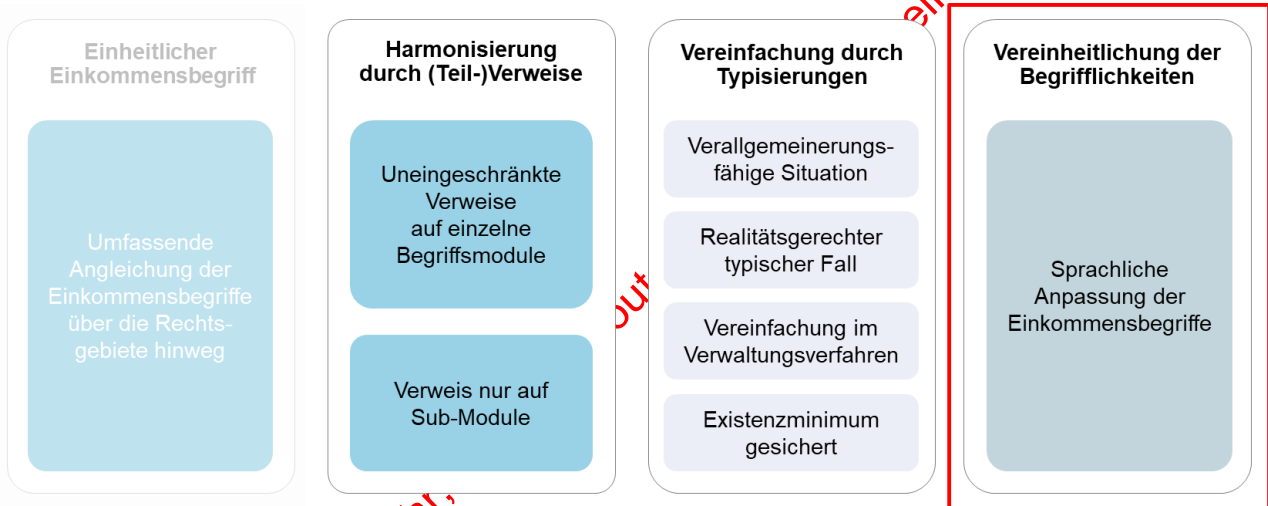 Einheitlicher
Einkommensbegriff
Umfassende
Angleichung der
Einkommensbegriffe
über die Rechts-
gebiete hinweg
Harmonisierung
durch (Teil-)Verweise
Uneingeschränkte
Verweise
auf einzelne
Begriffsmodule
Verweis nur auf
Sub-Module
Vereinfachung durch
Typisierungen
Verallgemeinerungs-
fähige Situation
Realitätsgerechter
typischer Fall
Vereinfachung im
Verwaltungsverfahren
Existenzminimum
gesichert
Vereinheitlichung der
Begrifflichkeiten
Sprachliche
Anpassung der
Einkommensbegriffe